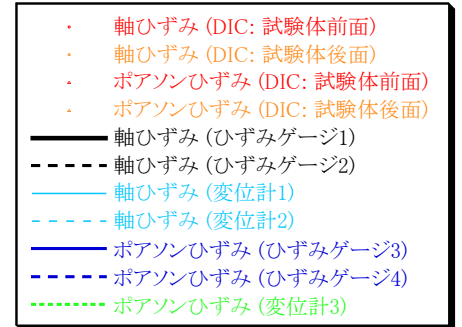 軸ひずみ (DIC: 試験体前面)
軸ひずみ (DIC: 試験体後面)
ポアソンひずみ (DIC: 試験体前面)
ポアソンひずみ (DIC: 試験体後面)
軸ひずみ (ひずみゲージ1)
軸ひずみ (ひずみゲージ2)
軸ひずみ (変位計1)
軸ひずみ (変位計2)
ポアソンひずみ (ひずみゲージ3)
ポアソンひずみ (ひずみゲージ4)
ポアソンひずみ (変位計3)